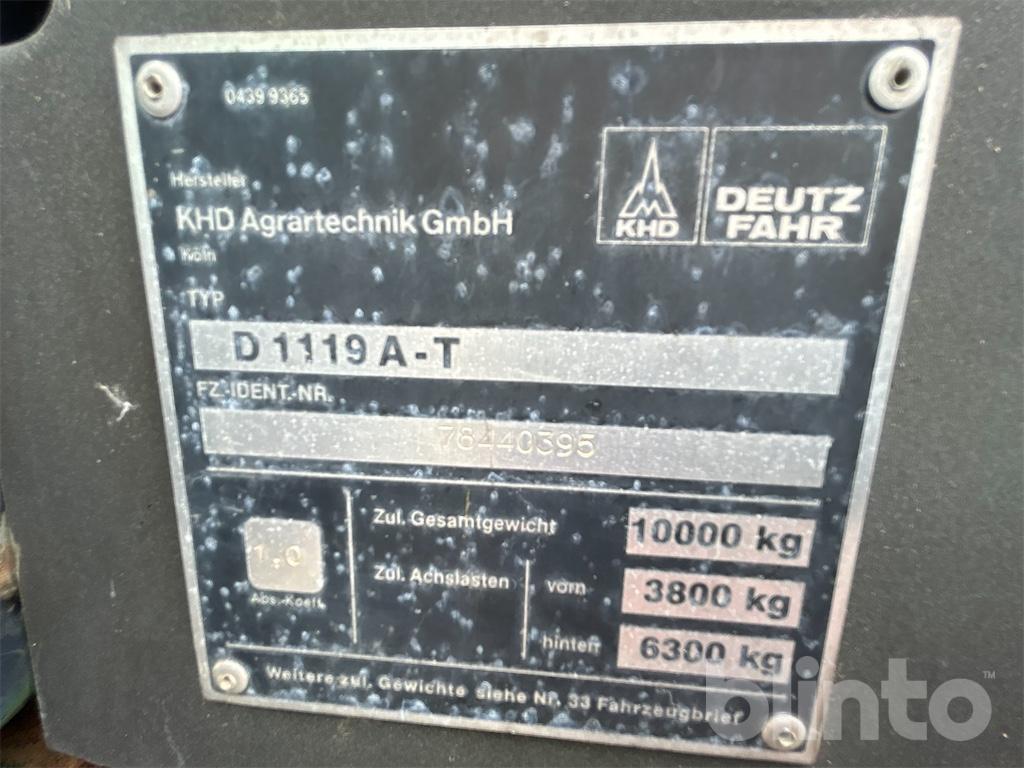 0439 9365
KHD
DEUTZ
FAHR
Hersteller
KHD Agrartechnik GmbH
Köln
TYP
D 1119 A-T
FZ.-IDENT.-NR.
78440395
Zul. Gesamtgewicht 10000 kg
1,0
Abs.-Koeff.
Zul. Achslasten vorn 3800 kg
hinten 6300 kg
Weitere zul. Gewichte siehe Nr. 33 Fahrzeugbrief
blinto™